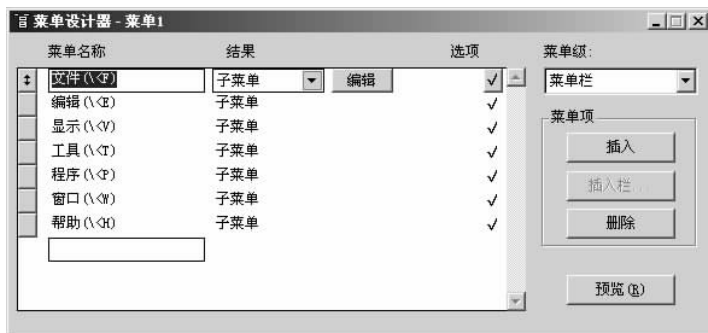 菜单设计器 - 菜单1
菜单名称 结果 选项 菜单级:
文件(\<F) 子菜单 编辑 √ 菜单栏
编辑(\<E) 子菜单 √
显示(\<V) 子菜单 √
工具(\<T) 子菜单 √
程序(\<P) 子菜单 √
窗口(\<W) 子菜单 √
帮助(\<H) 子菜单 √
菜单项
插入
插入栏...
删除
预览(R)